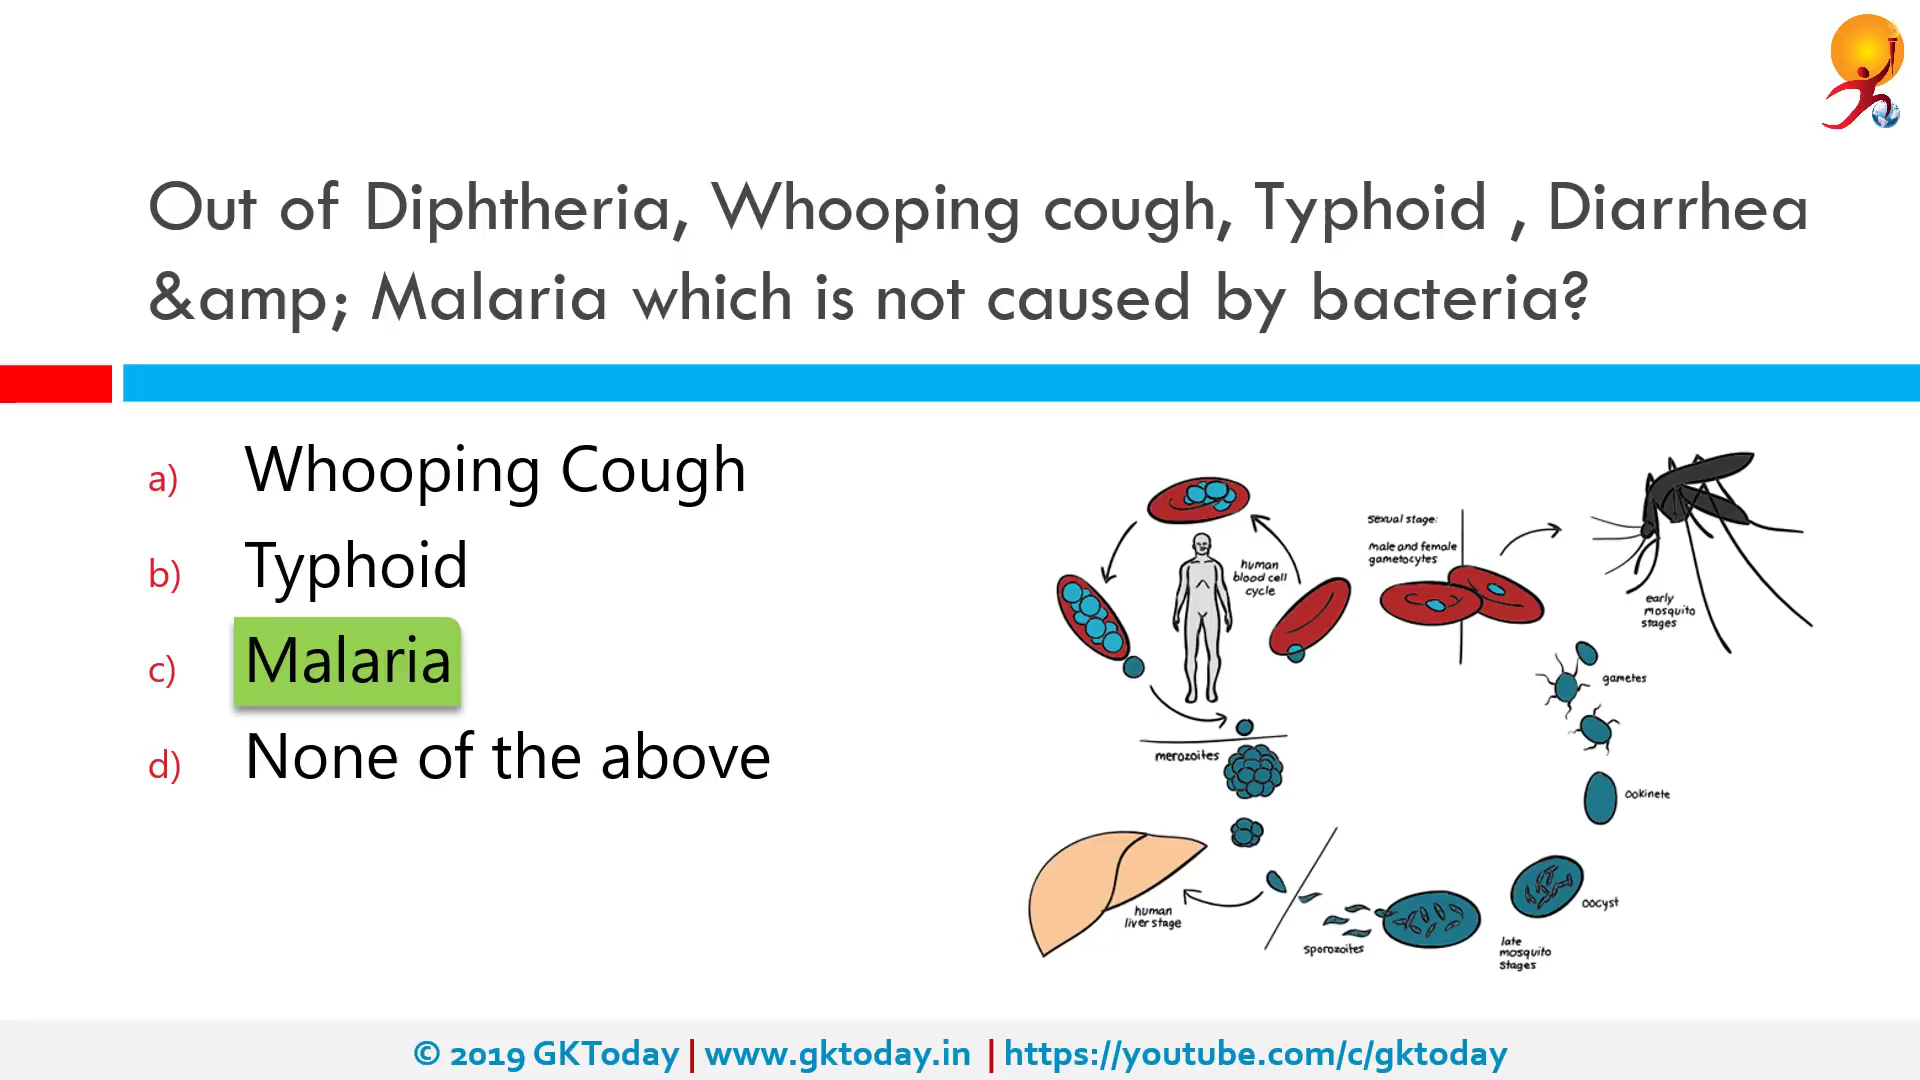 Out of Diphtheria, Whooping cough, Typhoid , Diarrhea
&amp; Malaria which is not caused by bacteria?
a) Whooping Cough
b) Typhoid
c) Malaria
d) None of the above
human
blood cell
cycle
sexual stage:
male and female
gametocytes
early
mosquito
stages
gametes
merozoites
ookinete
oocyst
human
liver stage
sporozoites
late
mosquito
stages
© 2019 GKToday | www.gktoday.in | https://youtube.com/c/gktoday